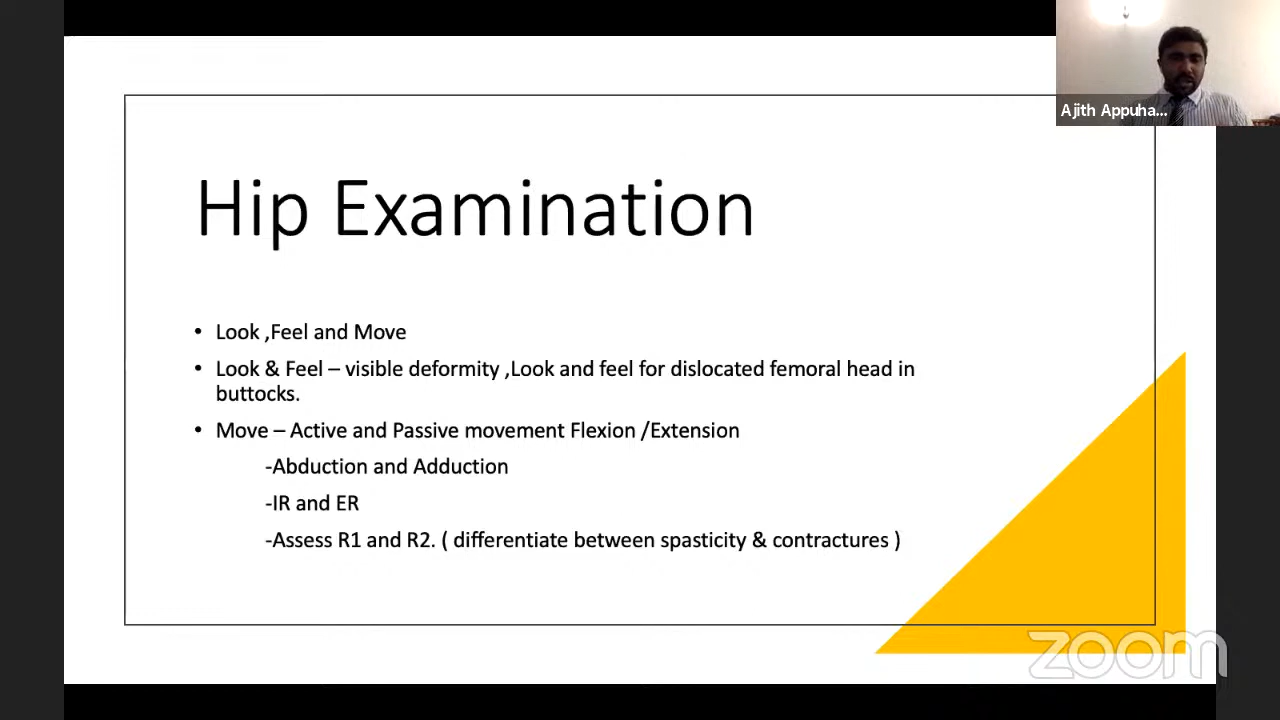 Ajith Appuha...
Hip Examination
• Look ,Feel and Move
• Look & Feel – visible deformity ,Look and feel for dislocated femoral head in
buttocks.
• Move – Active and Passive movement Flexion /Extension
-Abduction and Adduction
-IR and ER
-Assess R1 and R2. ( differentiate between spasticity & contractures )
zoom